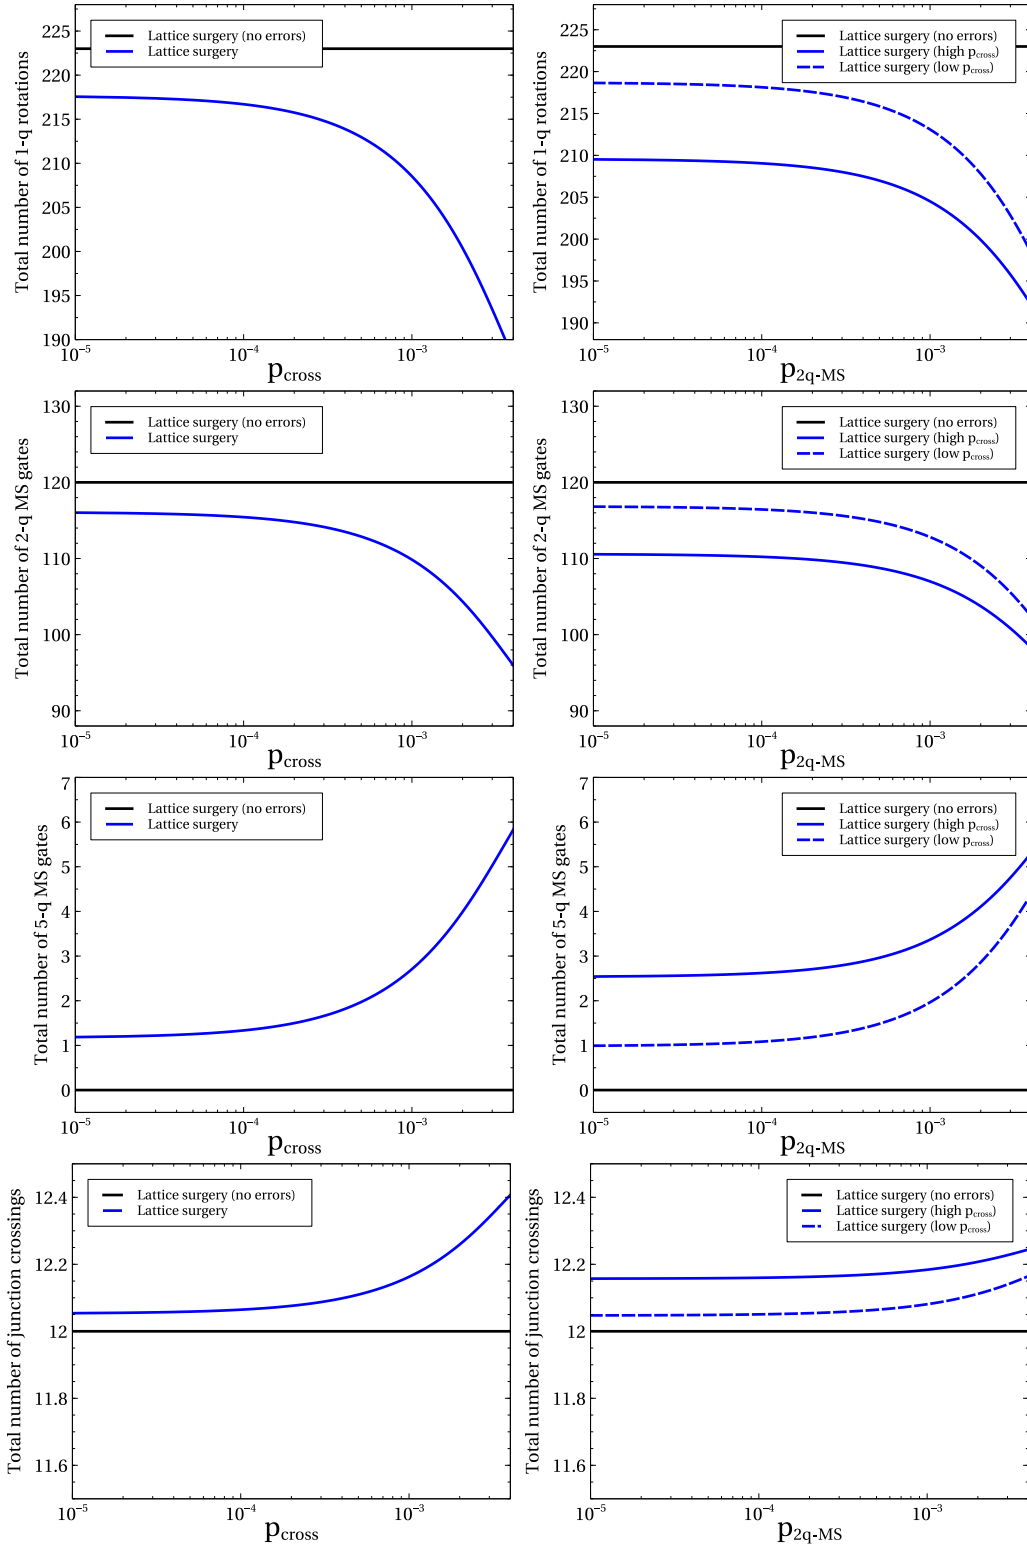 Total number of 1-q rotations
225
220
215
210
205
200
195
190
Lattice surgery (no errors)
Lattice surgery
10⁻⁵
10⁻⁴
10⁻³
p_cross
Total number of 1-q rotations
225
220
215
210
205
200
195
190
Lattice surgery (no errors)
Lattice surgery (high p_cross)
Lattice surgery (low p_cross)
10⁻⁵
10⁻⁴
10⁻³
p_2q-MS
Total number of 2-q MS gates
130
120
110
100
90
Lattice surgery (no errors)
Lattice surgery
10⁻⁵
10⁻⁴
10⁻³
p_cross
Total number of 2-q MS gates
130
120
110
100
90
Lattice surgery (no errors)
Lattice surgery (high p_cross)
Lattice surgery (low p_cross)
10⁻⁵
10⁻⁴
10⁻³
p_2q-MS
Total number of 5-q MS gates
7
6
5
4
3
2
1
0
Lattice surgery (no errors)
Lattice surgery
10⁻⁵
10⁻⁴
10⁻³
p_cross
Total number of 5-q MS gates
7
6
5
4
3
2
1
0
Lattice surgery (no errors)
Lattice surgery (high p_cross)
Lattice surgery (low p_cross)
10⁻⁵
10⁻⁴
10⁻³
p_2q-MS
Total number of junction crossings
12.4
12.2
12
11.8
11.6
Lattice surgery (no errors)
Lattice surgery
10⁻⁵
10⁻⁴
10⁻³
p_cross
Total number of junction crossings
12.4
12.2
12
11.8
11.6
Lattice surgery (no errors)
Lattice surgery (high p_cross)
Lattice surgery (low p_cross)
10⁻⁵
10⁻⁴
10⁻³
p_2q-MS